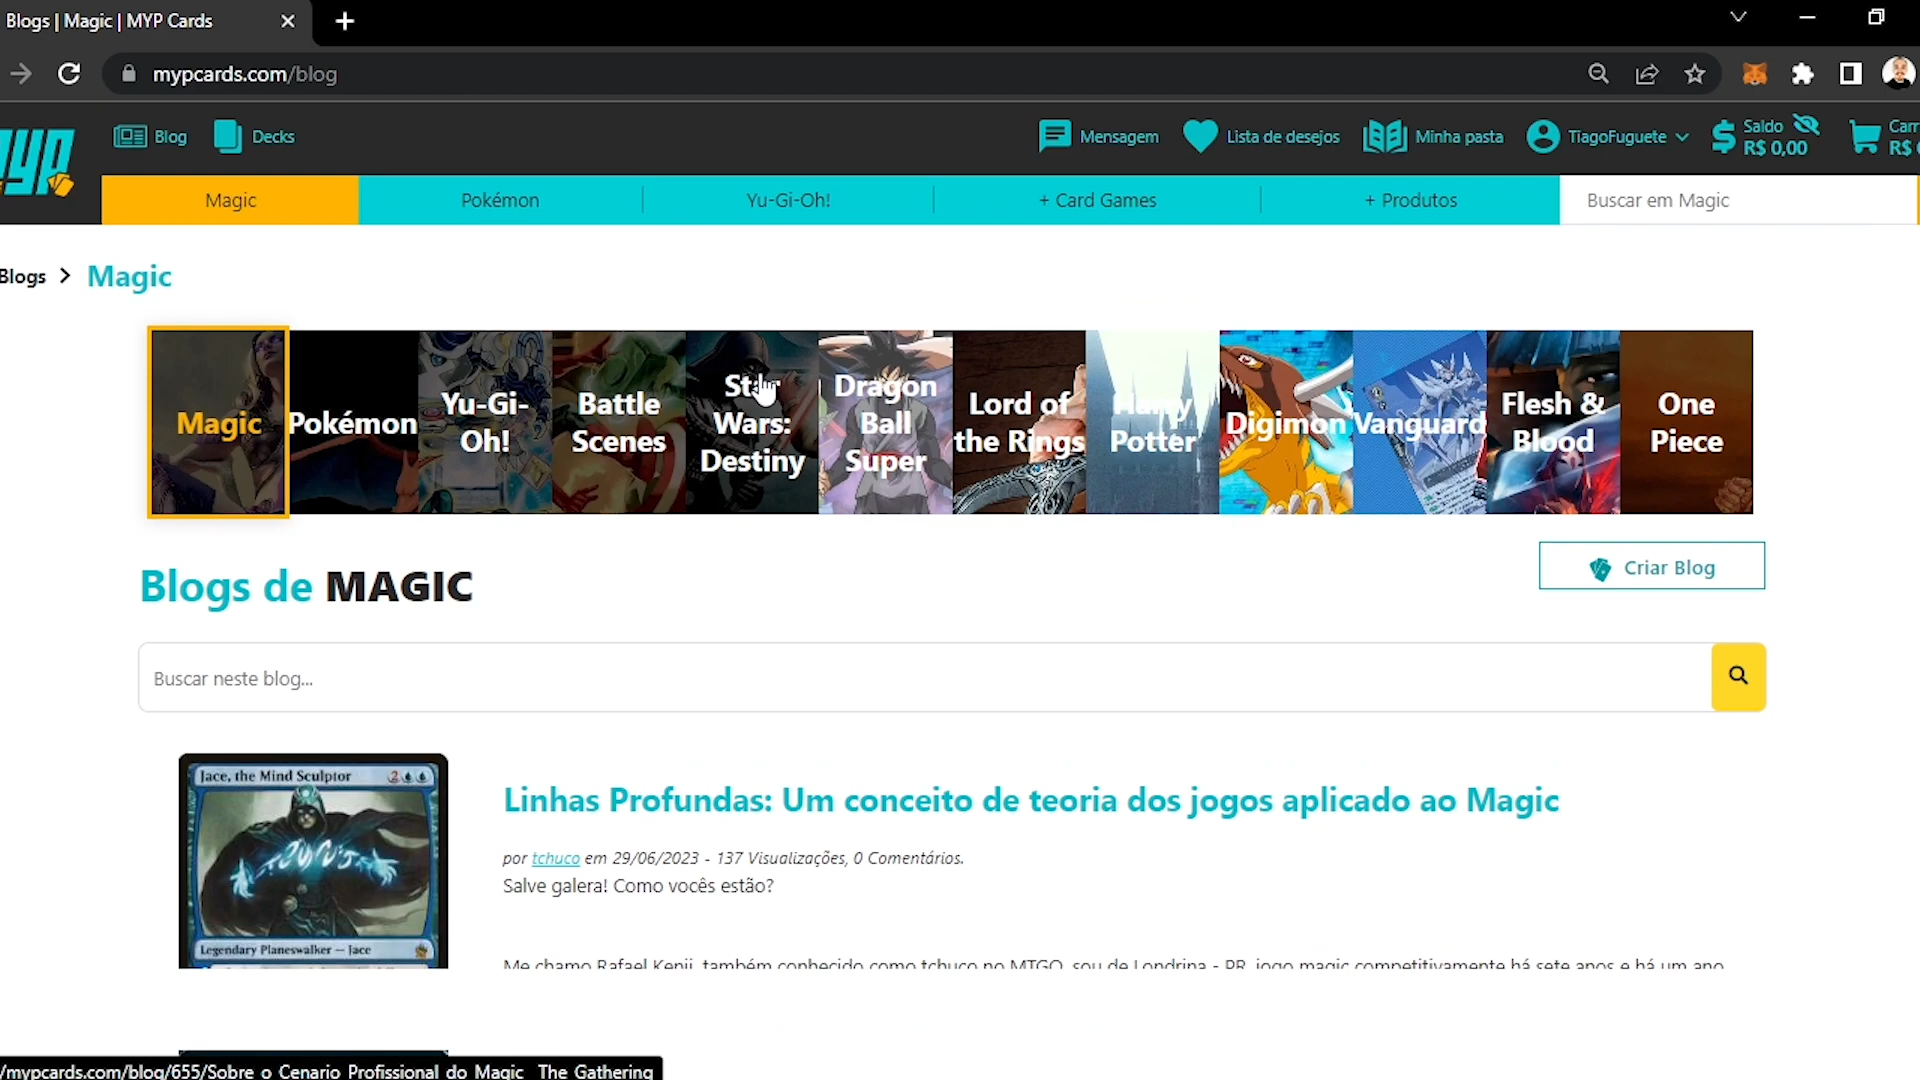 Blogs | Magic | MYP Cards
mypcards.com/blog
MYP
Blog
Decks
Mensagem
Lista de desejos
Minha pasta
TiagoFuguete
Saldo
R$ 0,00
R$
Magic
Pokémon
Yu-Gi-Oh!
+ Card Games
+ Produtos
Buscar em Magic
Blogs > Magic
Magic
Pokémon
Yu-Gi-
Oh!
Battle
Scenes
Wars:
Destiny
Dragon
Ball
Super
Lord of
the Rings
Harry
Potter
Digimon
Vanguard
Flesh &
Blood
One
Piece
Blogs de MAGIC
Criar Blog
Buscar neste blog...
Jace, the Mind Sculptor 2
Legendary Planeswalker — Jace
Linhas Profundas: Um conceito de teoria dos jogos aplicado ao Magic
por tchuco em 29/06/2023 - 137 Visualizações, 0 Comentários.
Salve galera! Como vocês estão?
Me chamo Rafael Kenji, também conhecido como tchuco no MTGO, sou de Londrina - PR, jogo magic competitivamente há sete anos e há um ano
/mypcards.com/blog/655/Sobre o Cenario Profissional do Magic The Gathering